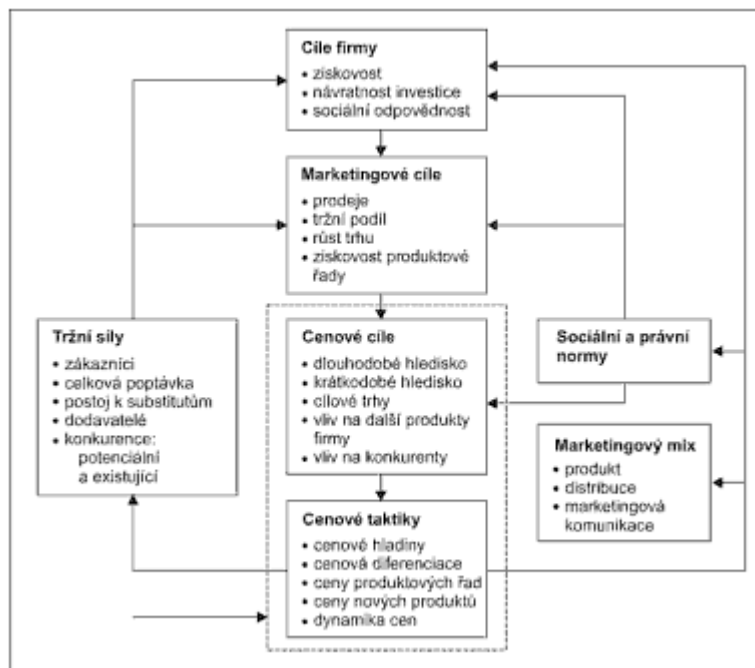 Cíle firmy
• ziskovost
• návratnost investice
• sociální odpovědnost
Marketingové cíle
• prodeje
• tržní podíl
• růst trhu
• ziskovost produktové
řady
Tržní síly
• zákazníci
• celková poptávka
• postoj k substitutům
• dodavatelé
• konkurence:
potenciální
a existující
Cenové cíle
• dlouhodobé hledisko
• krátkodobé hledisko
• cílové trhy
• vliv na další produkty
firmy
• vliv na konkurenty
Sociální a právní
normy
Marketingový mix
• produkt
• distribuce
• marketingová
komunikace
Cenové taktiky
• cenové hladiny
• cenová diferenciace
• ceny produktových řad
• ceny nových produktů
• dynamika cen